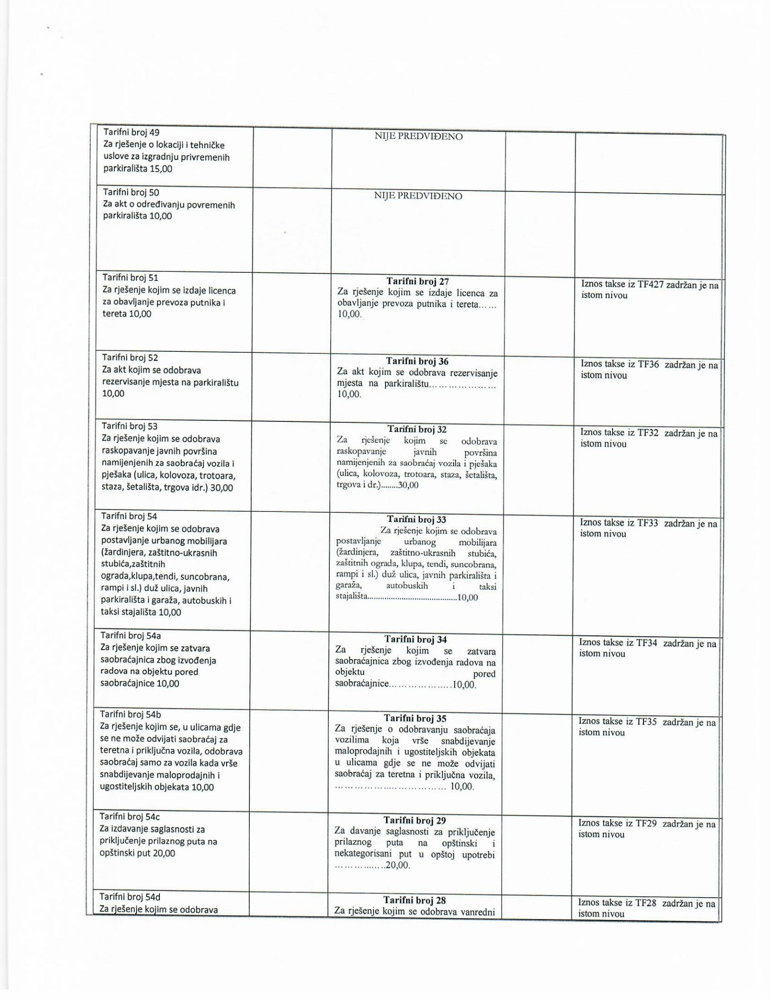 Tarifni broj 49
Za rješenje o lokaciji i tehničke
uslove za izgradnju privremenih
parkirališta 15,00
NIJE PREDVIĐENO
Tarifni broj 50
Za akt o određivanju povremenih
parkirališta 10,00
NIJE PREDVIĐENO
Tarifni broj 51
Za rješenje kojim se izdaje licenca
za obavljanje prevoza putnika i
tereta 10,00
Tarifni broj 27
Za rješenje kojim se izdaje licenca za
obavljanje prevoza putnika i tereta……
10,00.
Iznos takse iz TF427 zadržan je na
istom nivou
Tarifni broj 52
Za akt kojim se odobrava
rezervisanje mjesta na parkiralištu
10,00
Tarifni broj 36
Za akt kojim se odobrava rezervisanje
mjesta na parkiralištu…………………
10,00.
Iznos takse iz TF36 zadržan je na
istom nivou
Tarifni broj 53
Za rješenje kojim se odobrava
raskopavanje javnih površina
namijenjenih za saobraćaj vozila i
pješaka (ulica, kolovoza, trotoara,
staza, šetališta, trgova idr.) 30,00
Tarifni broj 32
Za rješenje kojim se odobrava
raskopavanje javnih površina
namijenjenih za saobraćaj vozila i pješaka
(ulica, kolovoza, trotoara, staza, šetališta,
trgova i dr.)........30,00
Iznos takse iz TF32 zadržan je na
istom nivou
Tarifni broj 54
Za rješenje kojim se odobrava
postavljanje urbanog mobilijara
(žardinjera, zaštitno-ukrasnih
stubića,zaštitnih
ograda,klupa,tendi, suncobrana,
rampi i sl.) duž ulica, javnih
parkirališta i garaža, autobuskih i
taksi stajališta 10,00
Tarifni broj 33
Za rješenje kojim se odobrava
postavljanje urbanog mobilijara
(žardinjera, zaštitno-ukrasnih stubića,
zaštitnih ograda, klupa, tendi, suncobrana,
rampi i sl.) duž ulica, javnih parkirališta i
garaža, autobuskih i taksi
stajališta..........................................10,00
Iznos takse iz TF33 zadržan je na
istom nivou
Tarifni broj 54a
Za rješenje kojim se zatvara
saobraćajnica zbog izvođenja
radova na objektu pored
saobraćajnice 10,00
Tarifni broj 34
Za rješenje kojim se zatvara
saobraćajnica zbog izvođenja radova na
objektu pored
saobraćajnice………………..10,00.
Iznos takse iz TF34 zadržan je na
istom nivou
Tarifni broj 54b
Za rješenje kojim se, u ulicama gdje
se ne može odvijati saobraćaj za
teretna i priključna vozila, odobrava
saobraćaj samo za vozila kada vrše
snabdijevanje maloprodajnih i
ugostiteljskih objekata 10,00
Tarifni broj 35
Za rješenje o odobravanju saobraćaja
vozilima koja vrše snabdijevanje
maloprodajnih i ugostiteljskih objekata
u ulicama gdje se ne može odvijati
saobraćaj za teretna i priključna vozila,
…………………………… 10,00.
Iznos takse iz TF35 zadržan je na
istom nivou
Tarifni broj 54c
Za izdavanje saglasnosti za
priključenje prilaznog puta na
opštinski put 20,00
Tarifni broj 29
Za davanje saglasnosti za priključenje
prilaznog puta na opštinski i
nekategorisani put u opštoj upotrebi
……………..20,00.
Iznos takse iz TF29 zadržan je na
istom nivou
Tarifni broj 54d
Za rješenje kojim se odobrava
Tarifni broj 28
Za rješenje kojim se odobrava vanredni
Iznos takse iz TF28 zadržan je na
istom nivou